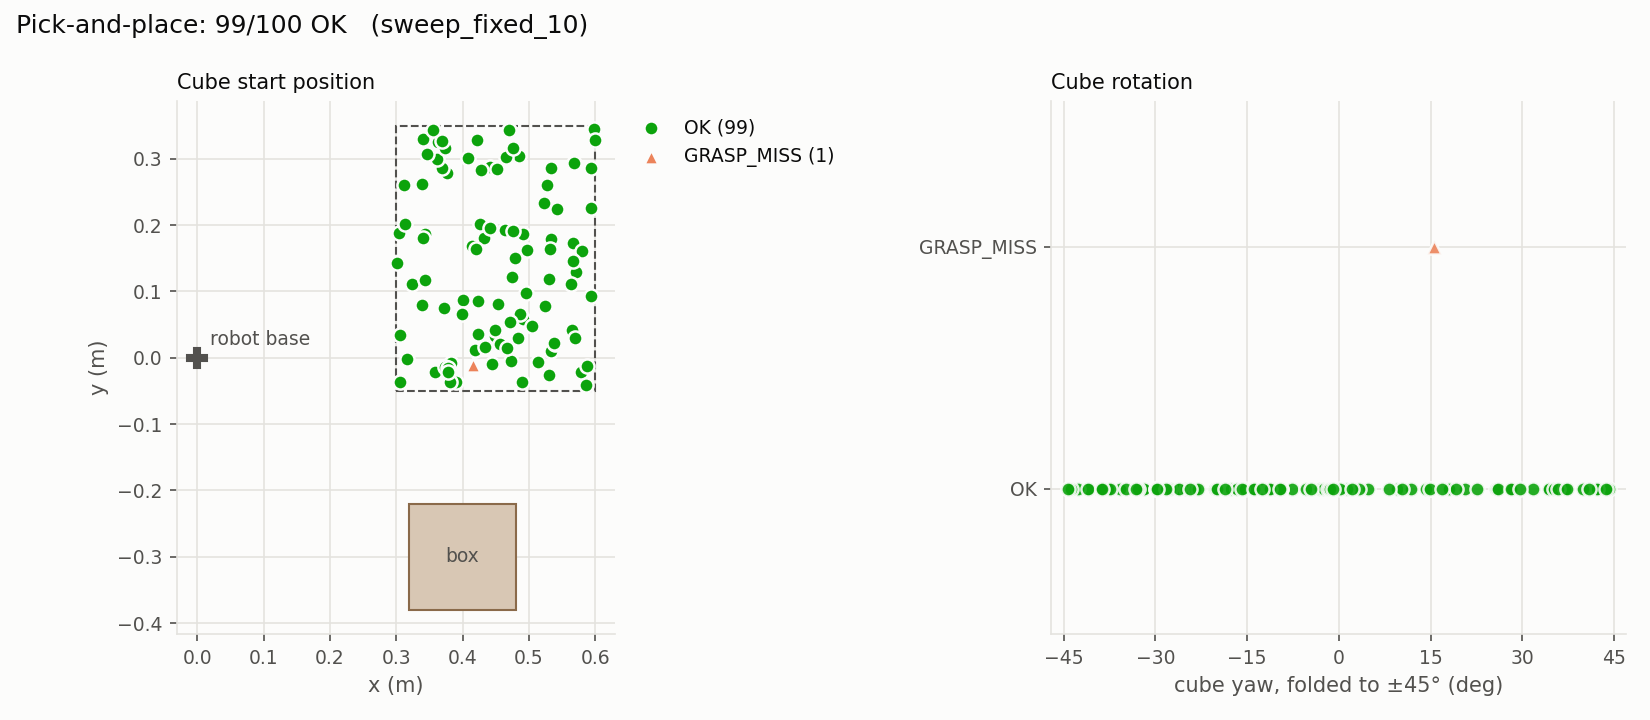 Pick-and-place: 99/100 OK   (sweep_fixed_10)
Cube start position
OK (99)
GRASP_MISS (1)
robot base
box
0.3
0.2
0.1
0.0
−0.1
−0.2
−0.3
−0.4
y (m)
0.0 0.1 0.2 0.3 0.4 0.5 0.6
x (m)
Cube rotation
GRASP_MISS
OK
−45 −30 −15 0 15 30 45
cube yaw, folded to ±45° (deg)